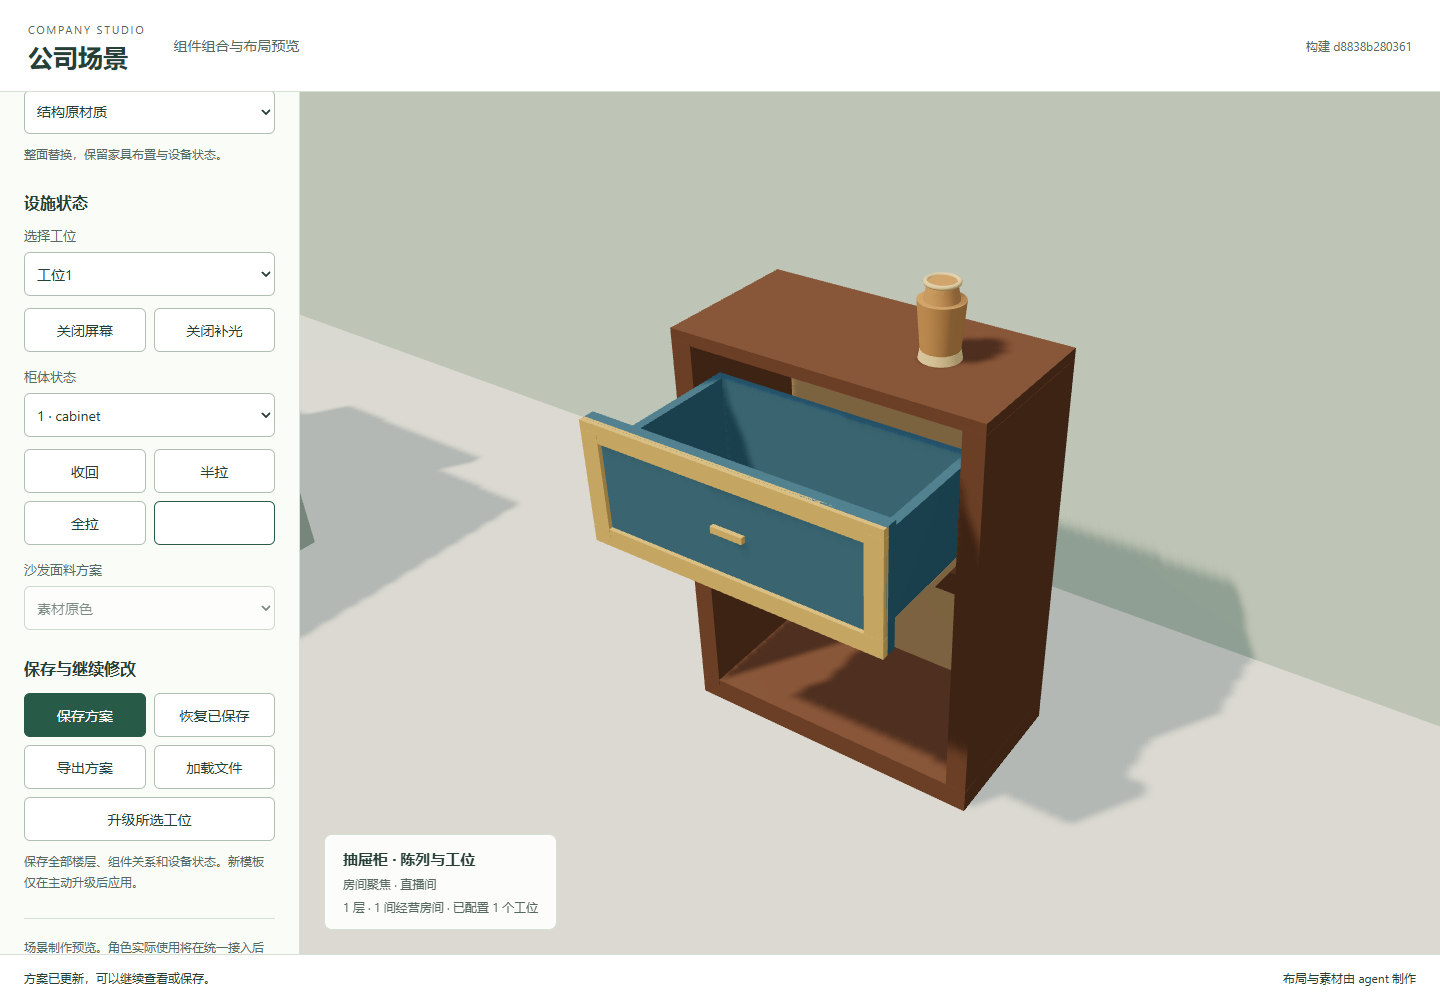 COMPANY STUDIO
公司场景
组件组合与布局预览
构建 d8838b280361
结构原材质
整面替换，保留家具布置与设备状态。
设施状态
选择工位
工位1
关闭屏幕
关闭补光
柜体状态
1 · cabinet
收回
半拉
全拉
沙发面料方案
素材原色
保存与继续修改
保存方案
恢复已保存
导出方案
加载文件
升级所选工位
保存全部楼层、组件关系和设备状态。新模板
仅在主动升级后应用。
场景制作预览。角色实际使用将在统一接入后
抽屉柜 · 陈列与工位
房间聚焦 · 直播间
1 层 · 1 间经营房间 · 已配置 1 个工位
方案已更新，可以继续查看或保存。
布局与素材由 agent 制作